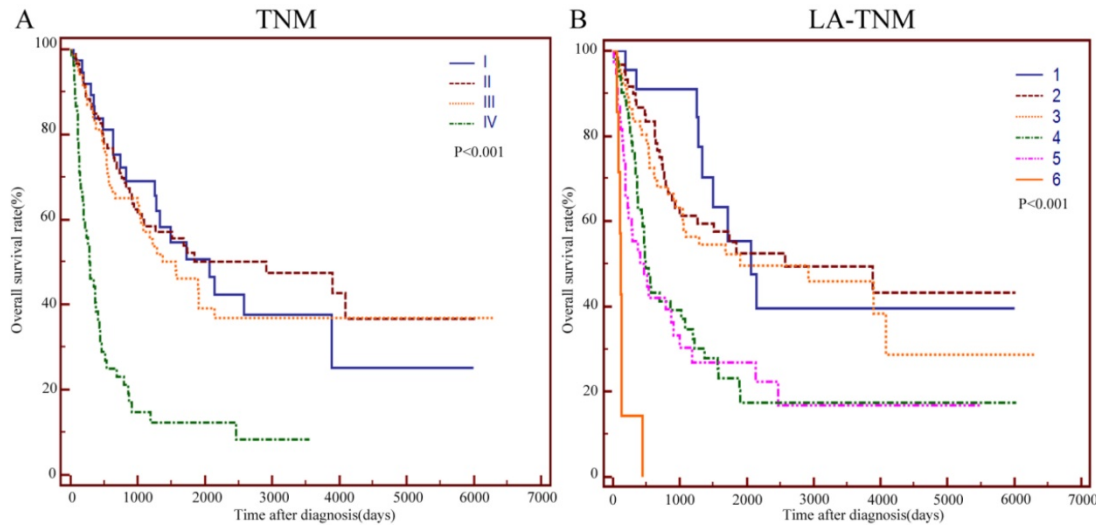 A
TNM
100
80
60
40
20
0
Overall survival rate(%)
I
II
III
IV
P<0.001
0
1000
2000
3000
4000
5000
6000
7000
Time after diagnosis(days)
B
LA-TNM
100
80
60
40
20
0
Overall survival rate(%)
1
2
3
4
5
6
P<0.001
0
1000
2000
3000
4000
5000
6000
7000
Time after diagnosis(days)